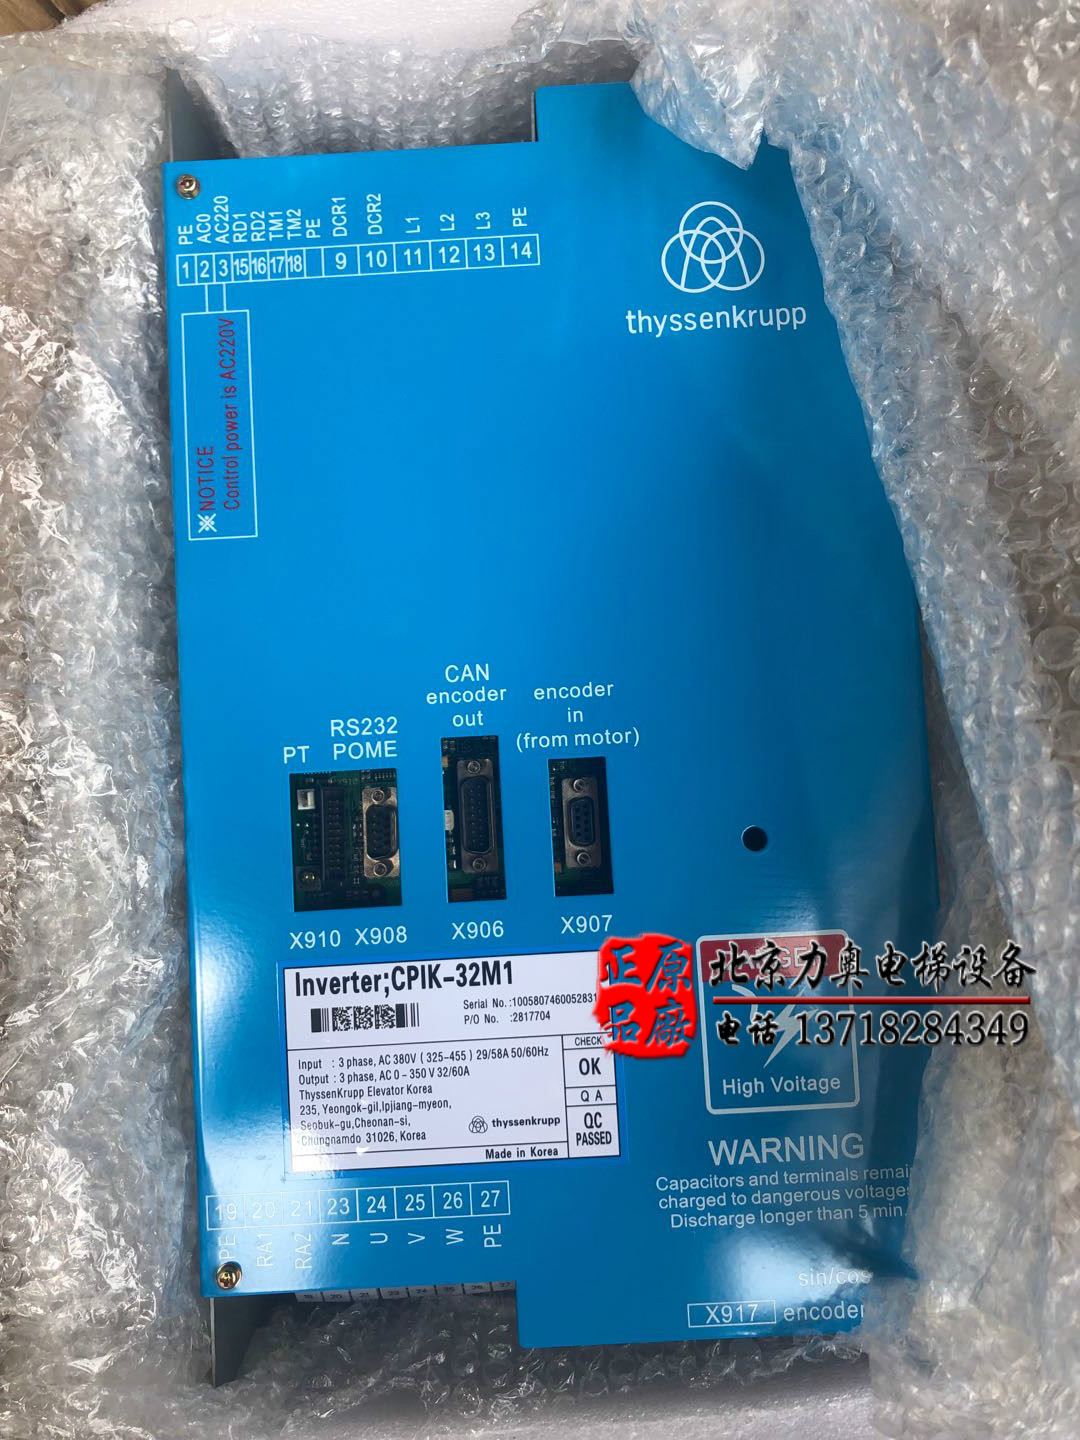 PE
AC0
AC220
RD1
RD2
TM1
TM2
PE
DCR1
DCR2
L1
L2
L3
PE
1 2 3 15 16 17 18 9 10 11 12 13 14
※NOTICE
Control power is AC220V
thyssenkrupp
PT
RS232
POME
CAN
encoder
out
encoder
in
(from motor)
X910 X908
X906
X907
Inverter;CPIK-32M1
Serial No. :1005807460052831
P/O No. :2817704
Input : 3 phase, AC 380V ( 325-455 ) 29/58A 50/60Hz
Output : 3 phase, AC 0 - 350 V 32/60A
ThyssenKrupp Elevator Korea
235, Yeongok-gil,Ipjiang-myeon,
Seobuk-gu,Cheonan-si,
Chungnamdo 31026, Korea
thyssenkrupp
Made in Korea
CHECK
OK
Q A
QC
PASSED
正品
原厰
北京力奥电梯设备
电话 13718284349
High Voitage
WARNING
Capacitors and terminals remain
charged to dangerous voltages.
Discharge longer than 5 min.
sin/cos
X917 encoder
19 20 21 23 24 25 26 27
PE
RA1
RA2
N
U
V
W
PE